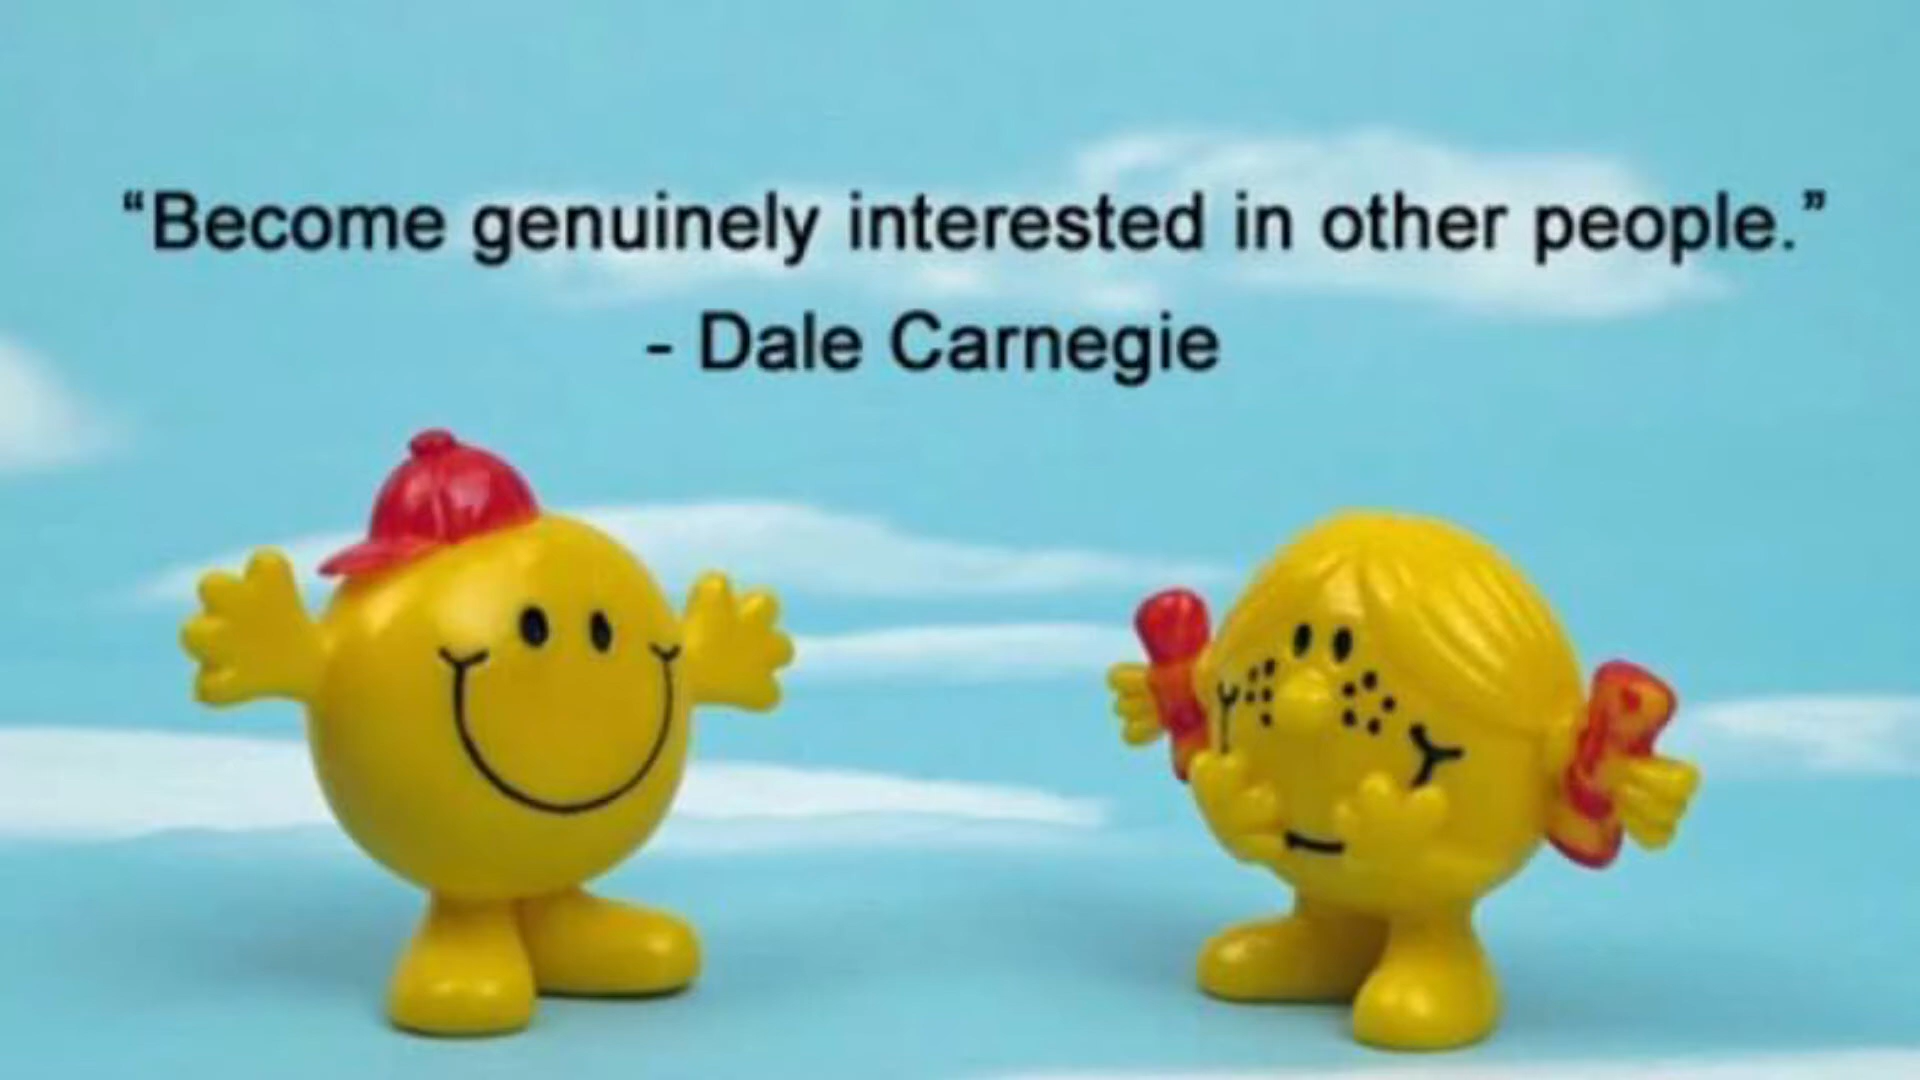 “Become genuinely interested in other people.”
- Dale Carnegie